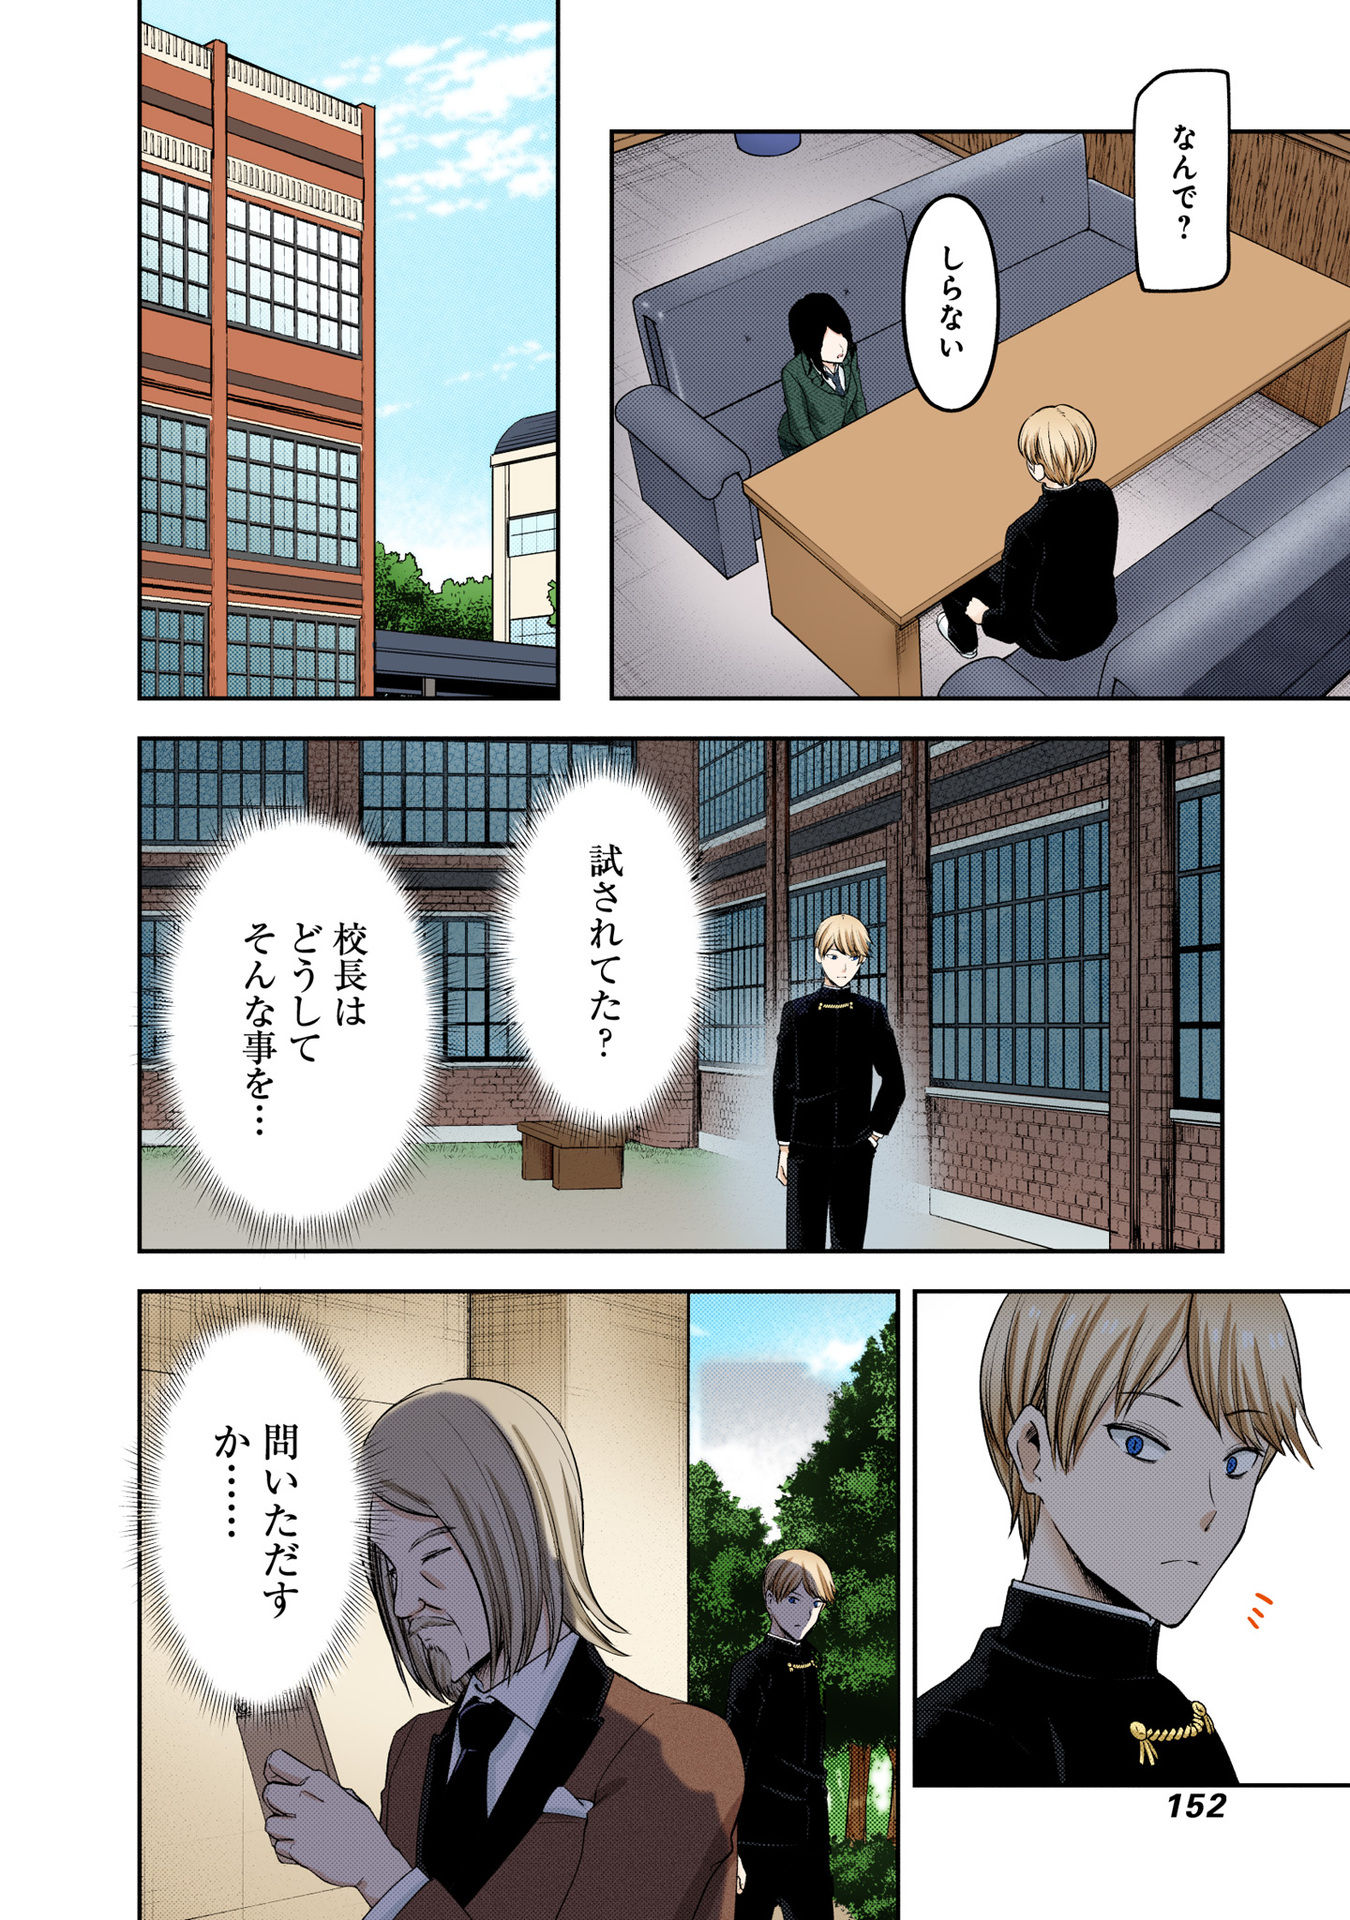 なんで?
しらない
試されてた?
校長は
どうして
そんな事を…
問いただす
か……
152